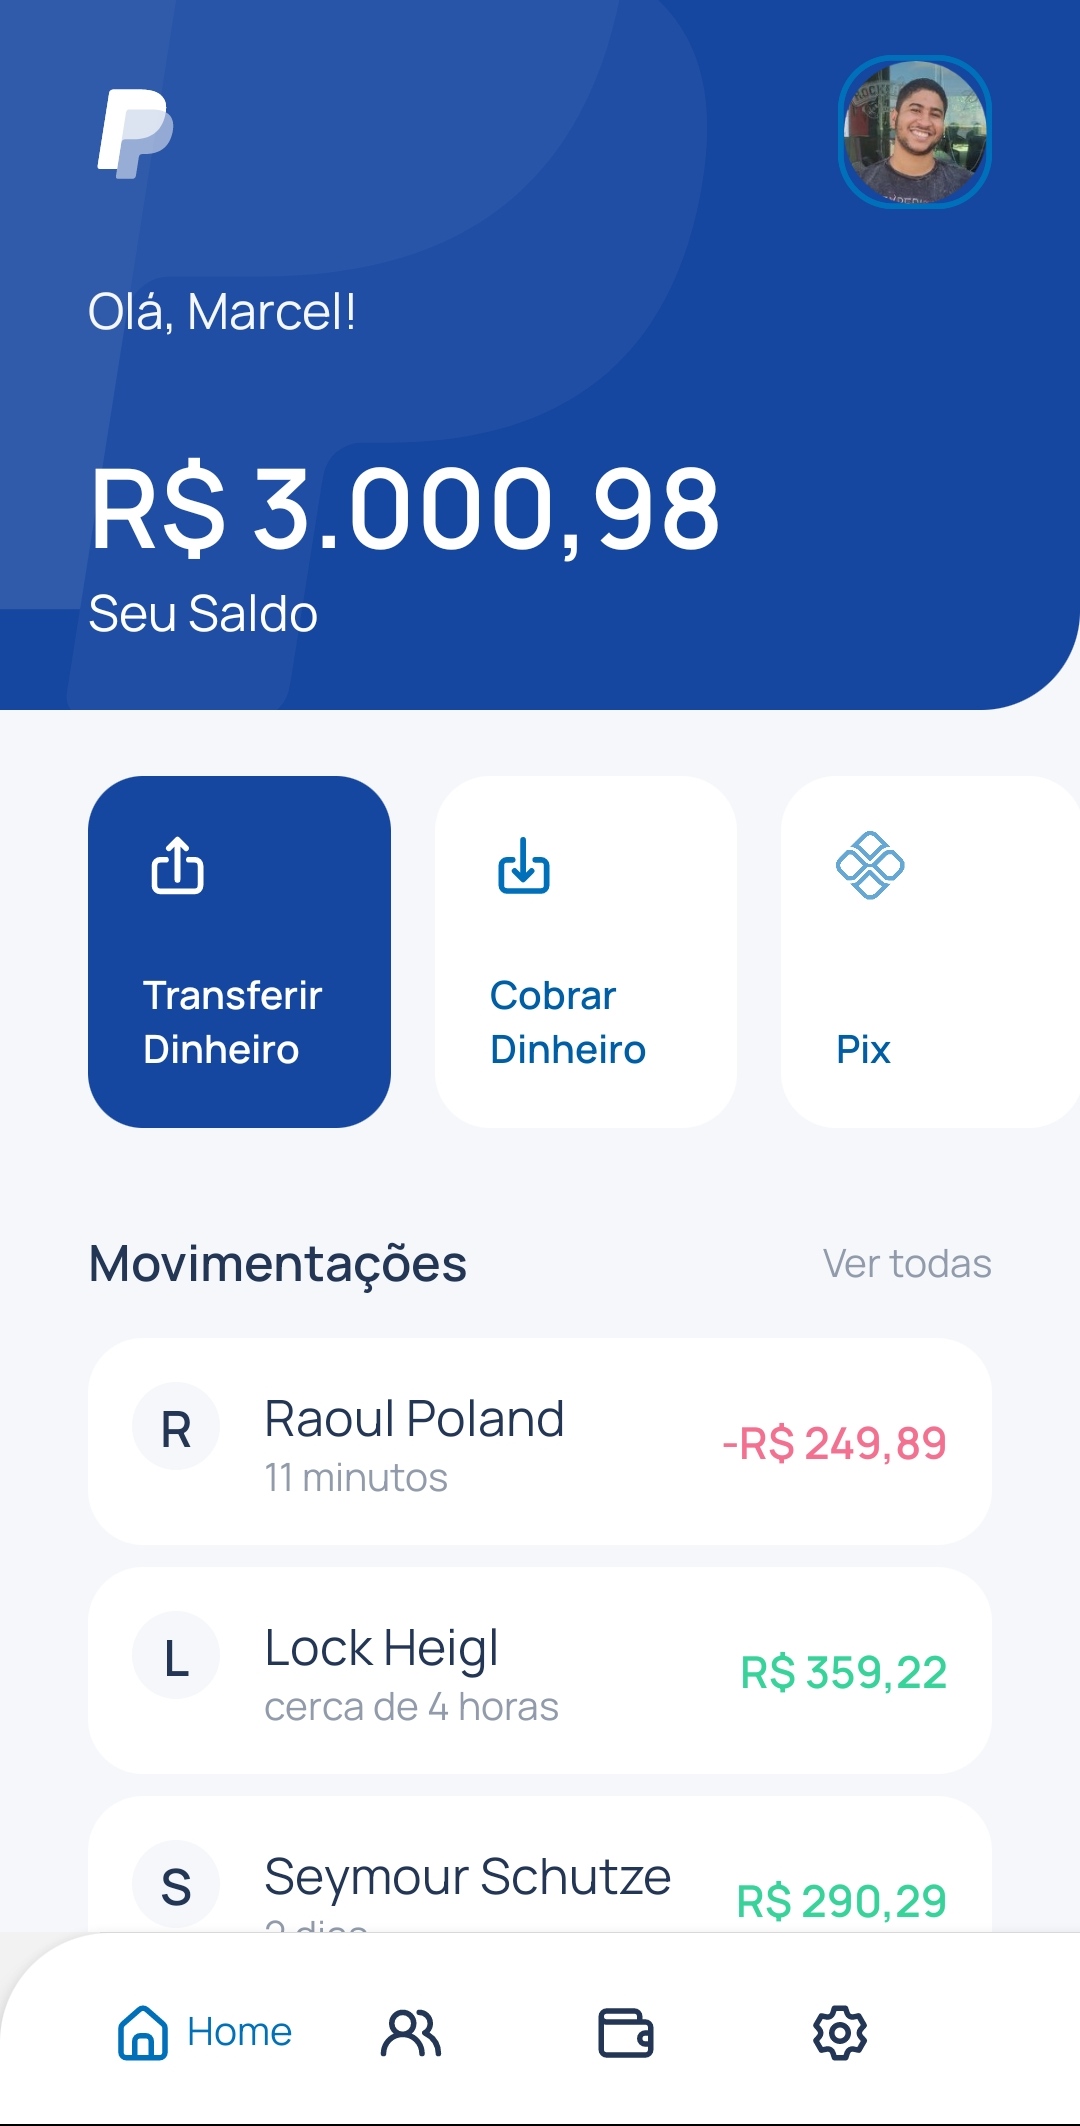 Olá, Marcel!
R$ 3.000,98
Seu Saldo
Transferir
Dinheiro
Cobrar
Dinheiro
Pix
Movimentações
Ver todas
R
Raoul Poland
-R$ 249,89
11 minutos
L
Lock Heigl
R$ 359,22
cerca de 4 horas
S
Seymour Schutze
R$ 290,29
Home